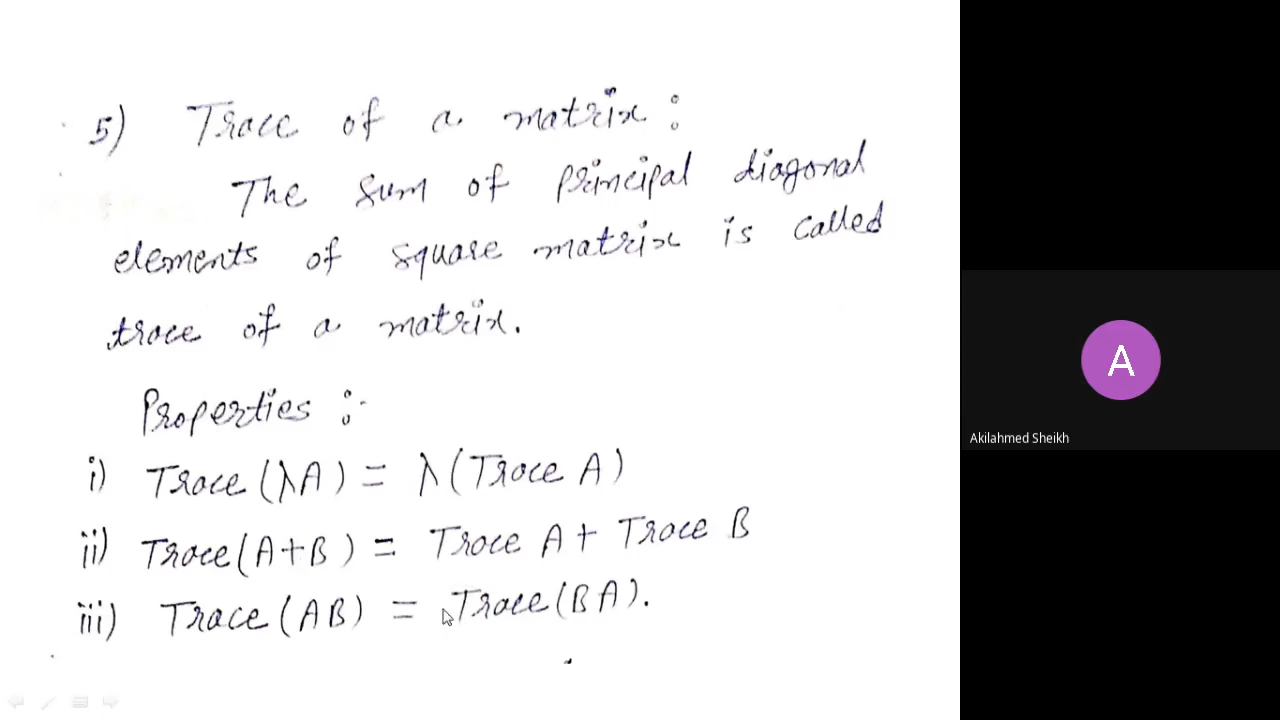 5) Trace of a matrix :
The sum of principal diagonal
elements of square matrix is called
trace of a matrix.
Properties :-
i) Trace (λA) = λ (Trace A)
ii) Trace(A+B) = Trace A + Trace B
iii) Trace (AB) = Trace(BA).
A
Akilahmed Sheikh